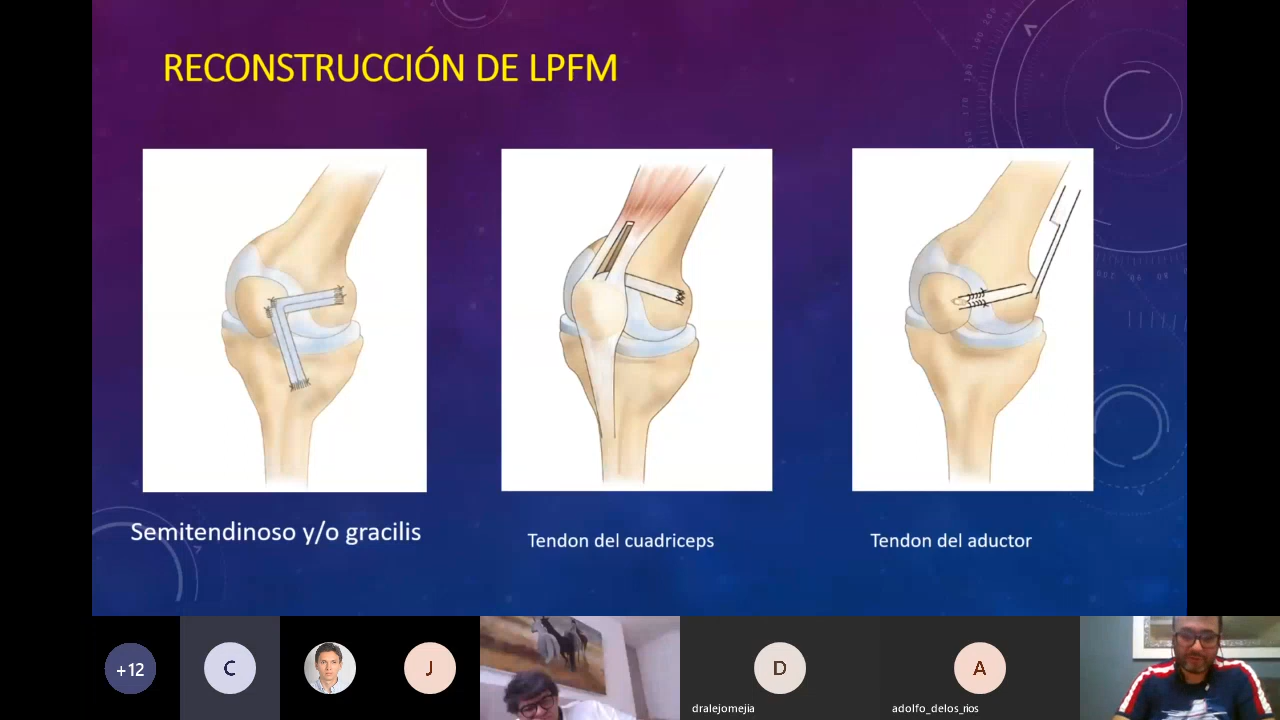 RECONSTRUCCIÓN DE LPFM
Semitendinoso y/o gracilis
Tendon del cuadriceps
Tendon del aductor
+12
C
J
D
A
dralejomejia
adolfo_delos_rios